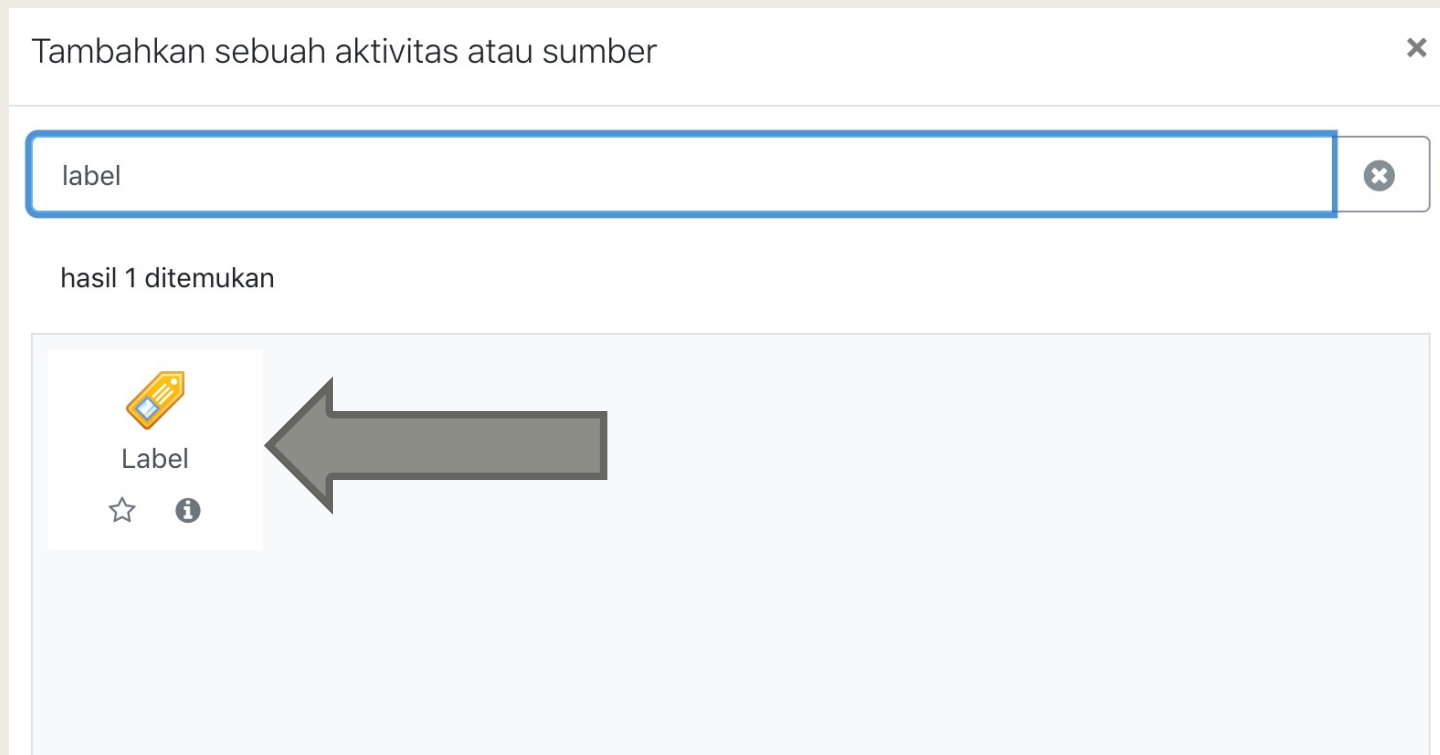 Tambahkan sebuah aktivitas atau sumber
label
hasil 1 ditemukan
Label